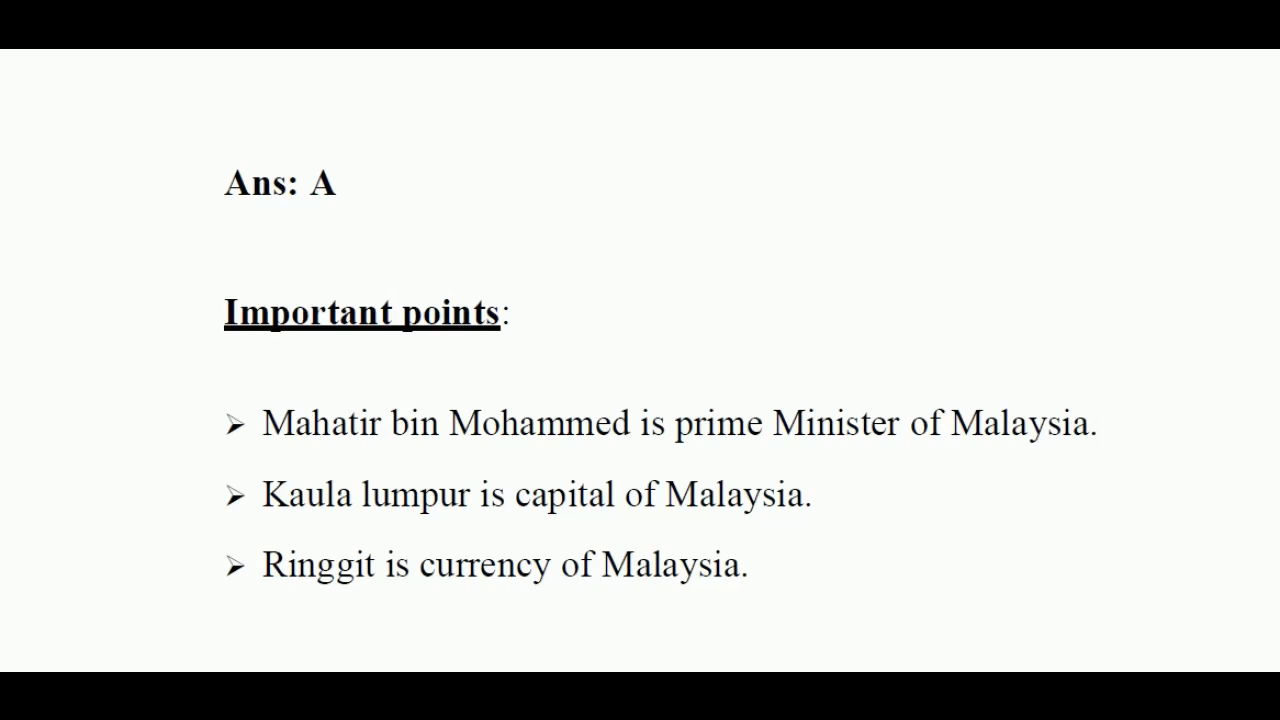 Ans: A
Important points:
➢ Mahatir bin Mohammed is prime Minister of Malaysia.
➢ Kaula lumpur is capital of Malaysia.
➢ Ringgit is currency of Malaysia.